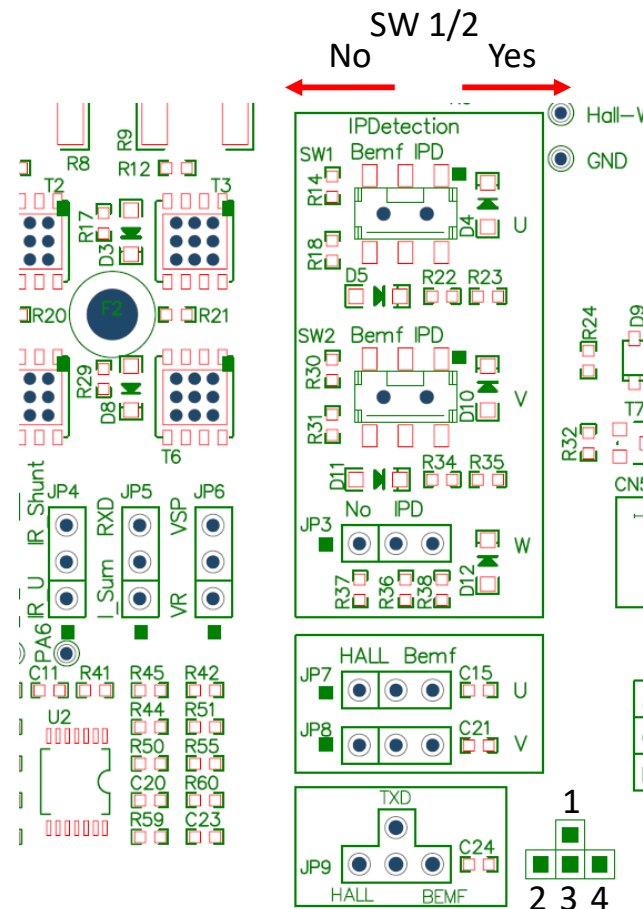 SW 1/2
No Yes
IPDetection
Hall-W
GND
SW1 Bemf IPD
R14
R18
D4
U
D5
R22 R23
SW2 Bemf IPD
R30
R31
D10
V
D11
R34 R35
No IPD
JP3
W
D12
R37 R36 R38
HALL Bemf
JP7
C15
U
JP8
C21
V
TXD
JP9
C24
HALL BEMF
1
2 3 4
R8
R9
R12
T2
T3
R17
D3
F2
R20
R21
R29
D8
T6
JP4 JP5 JP6
IR_Shunt
RXD
VSP
IR_U
I_Sum
VR
PA6
C11 R41 R45 R42
U2
R44 R51
R50 R55
C20 R60
R59 C23
R24
D9
R32
T7
CN5